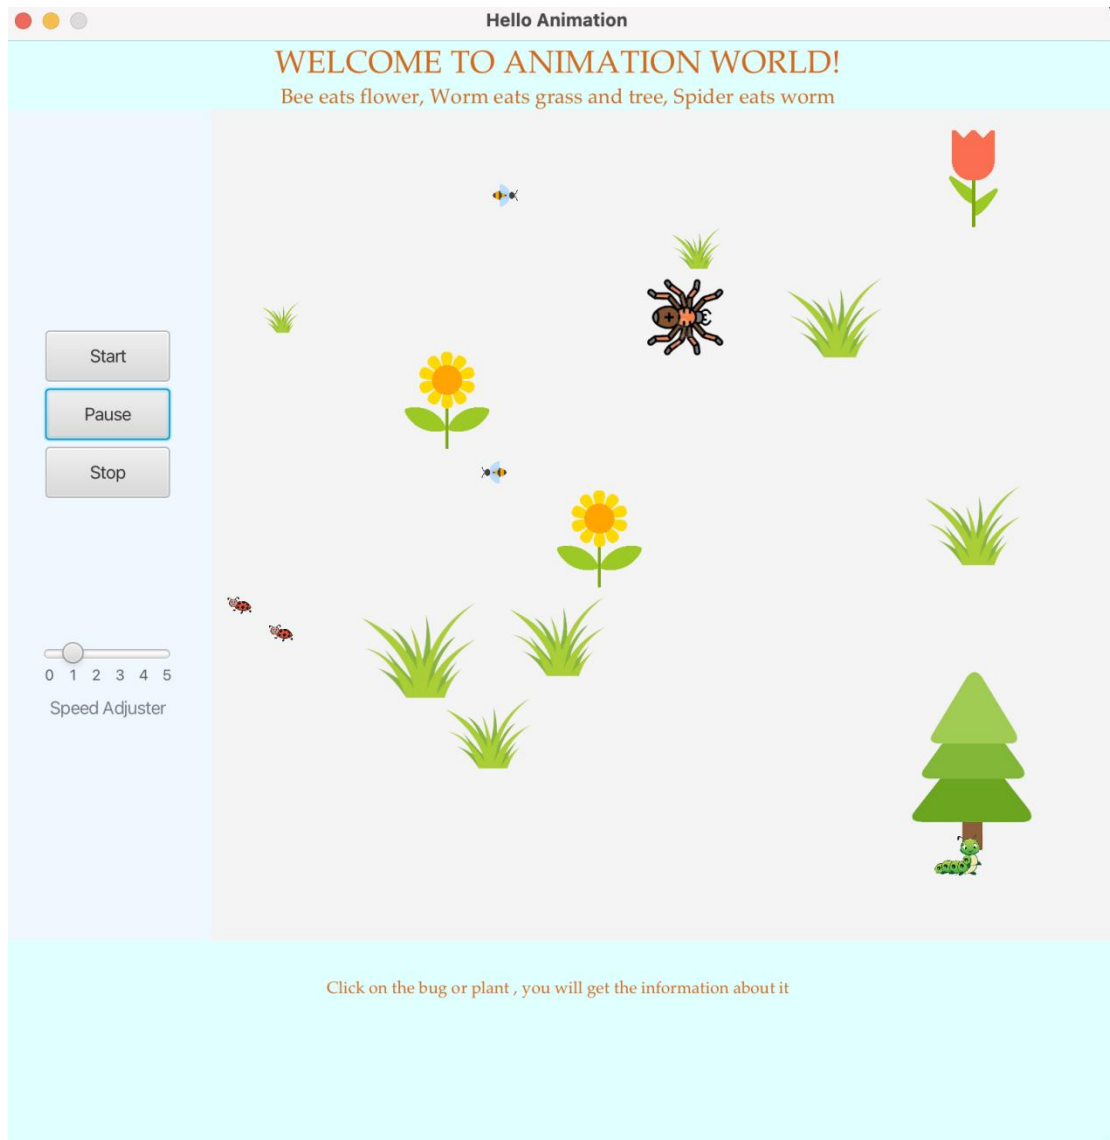 Hello Animation
WELCOME TO ANIMATION WORLD!
Bee eats flower, Worm eats grass and tree, Spider eats worm
Start
Pause
Stop
0 1 2 3 4 5
Speed Adjuster
Click on the bug or plant , you will get the information about it